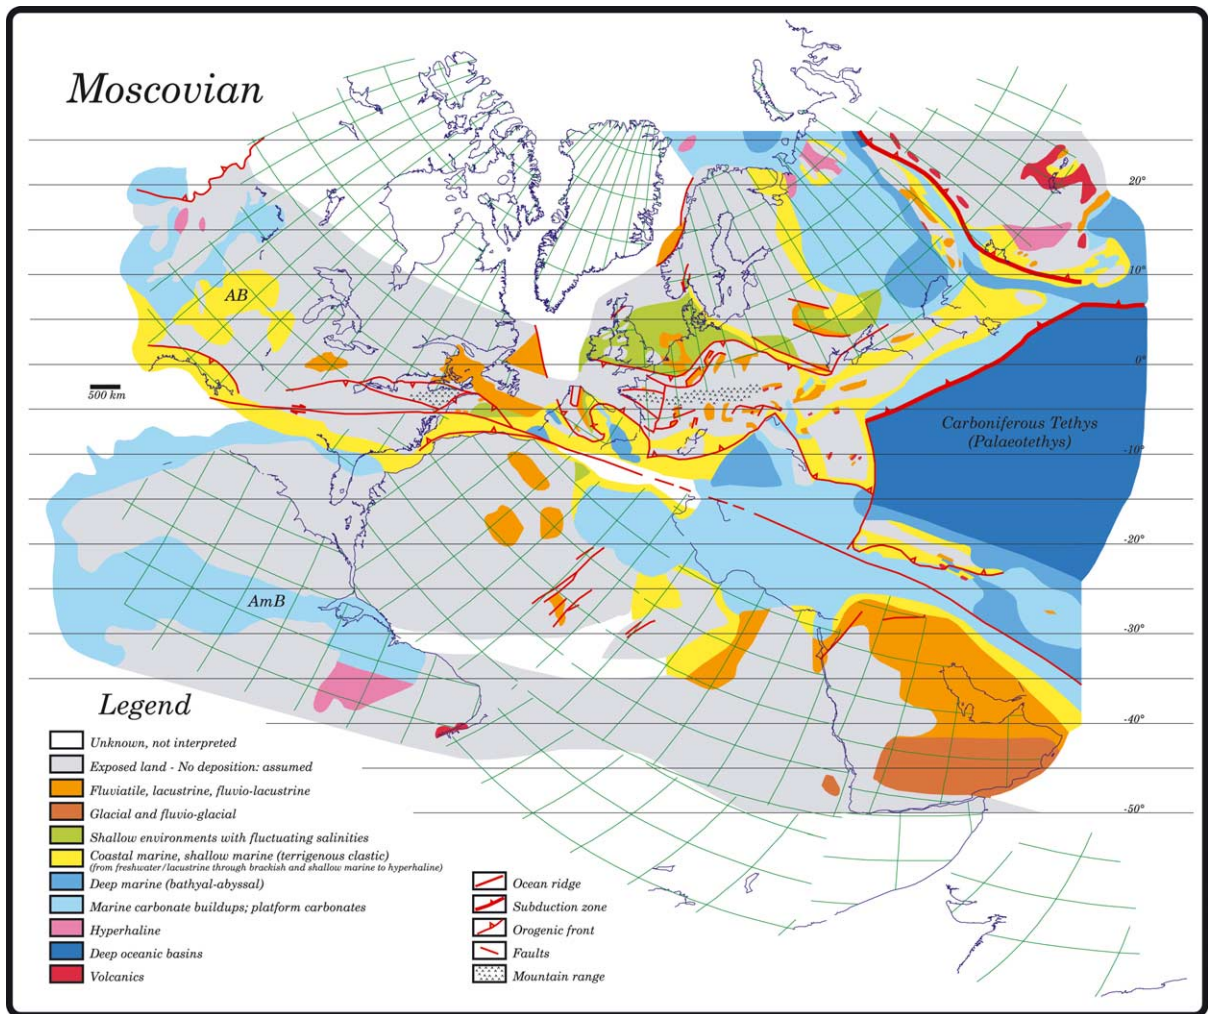 Moscovian
20°
10°
AB
0°
500 km
Carboniferous Tethys
(Palaeotethys)
-10°
-20°
AmB
-30°
Legend
-40°
Unknown, not interpreted
Exposed land - No deposition: assumed
Fluviatile, lacustrine, fluvio-lacustrine
Glacial and fluvio-glacial
-50°
Shallow environments with fluctuating salinities
Coastal marine, shallow marine (terrigenous clastic)
(from freshwater/lacustrine through brackish and shallow marine to hyperhaline)
Deep marine (bathyal-abyssal)
Marine carbonate buildups; platform carbonates
Hyperhaline
Deep oceanic basins
Volcanics
Ocean ridge
Subduction zone
Orogenic front
Faults
Mountain range